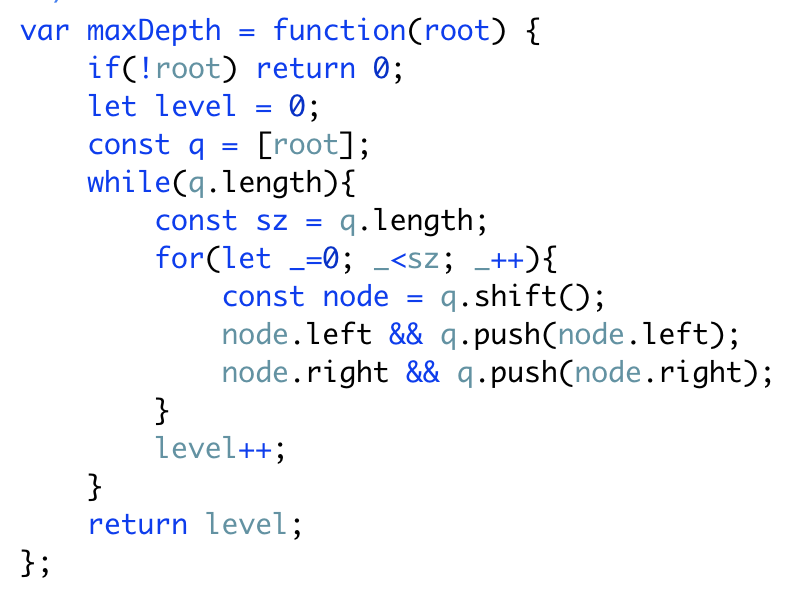 var maxDepth = function(root) {
    if(!root) return 0;
    let level = 0;
    const q = [root];
    while(q.length){
        const sz = q.length;
        for(let _=0; _<sz; _++){
            const node = q.shift();
            node.left && q.push(node.left);
            node.right && q.push(node.right);
        }
        level++;
    }
    return level;
};